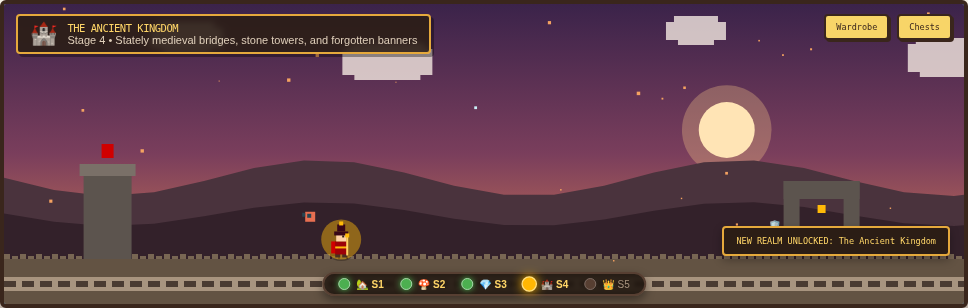 THE ANCIENT KINGDOM
Stage 4 • Stately medieval bridges, stone towers, and forgotten banners
Wardrobe
Chests
NEW REALM UNLOCKED: The Ancient Kingdom
S1
S2
S3
S4
S5